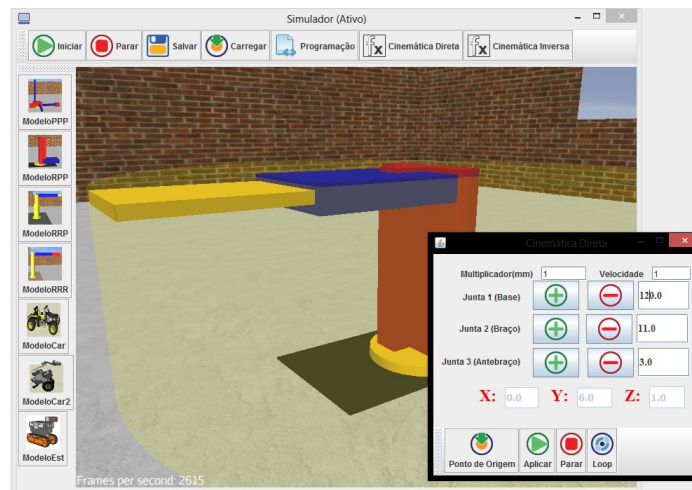 Simulador (Ativo)
Iniciar Parar Salvar Carregar Programação fx Cinemática Direta fx Cinemática Inversa
ModeloPPP
ModeloRPP
ModeloRRP
ModeloRRR
ModeloCar
ModeloCar2
ModeloEst
Frames per second: 2615
Cinemática Direta
Multiplicador(mm) 1 Velocidade 1
Junta 1 (Base) 120.0
Junta 2 (Braço) 11.0
Junta 3 (Antebraço) 3.0
X: 0.0 Y: 6.0 Z: 1.0
Ponto de Origem Aplicar Parar Loop